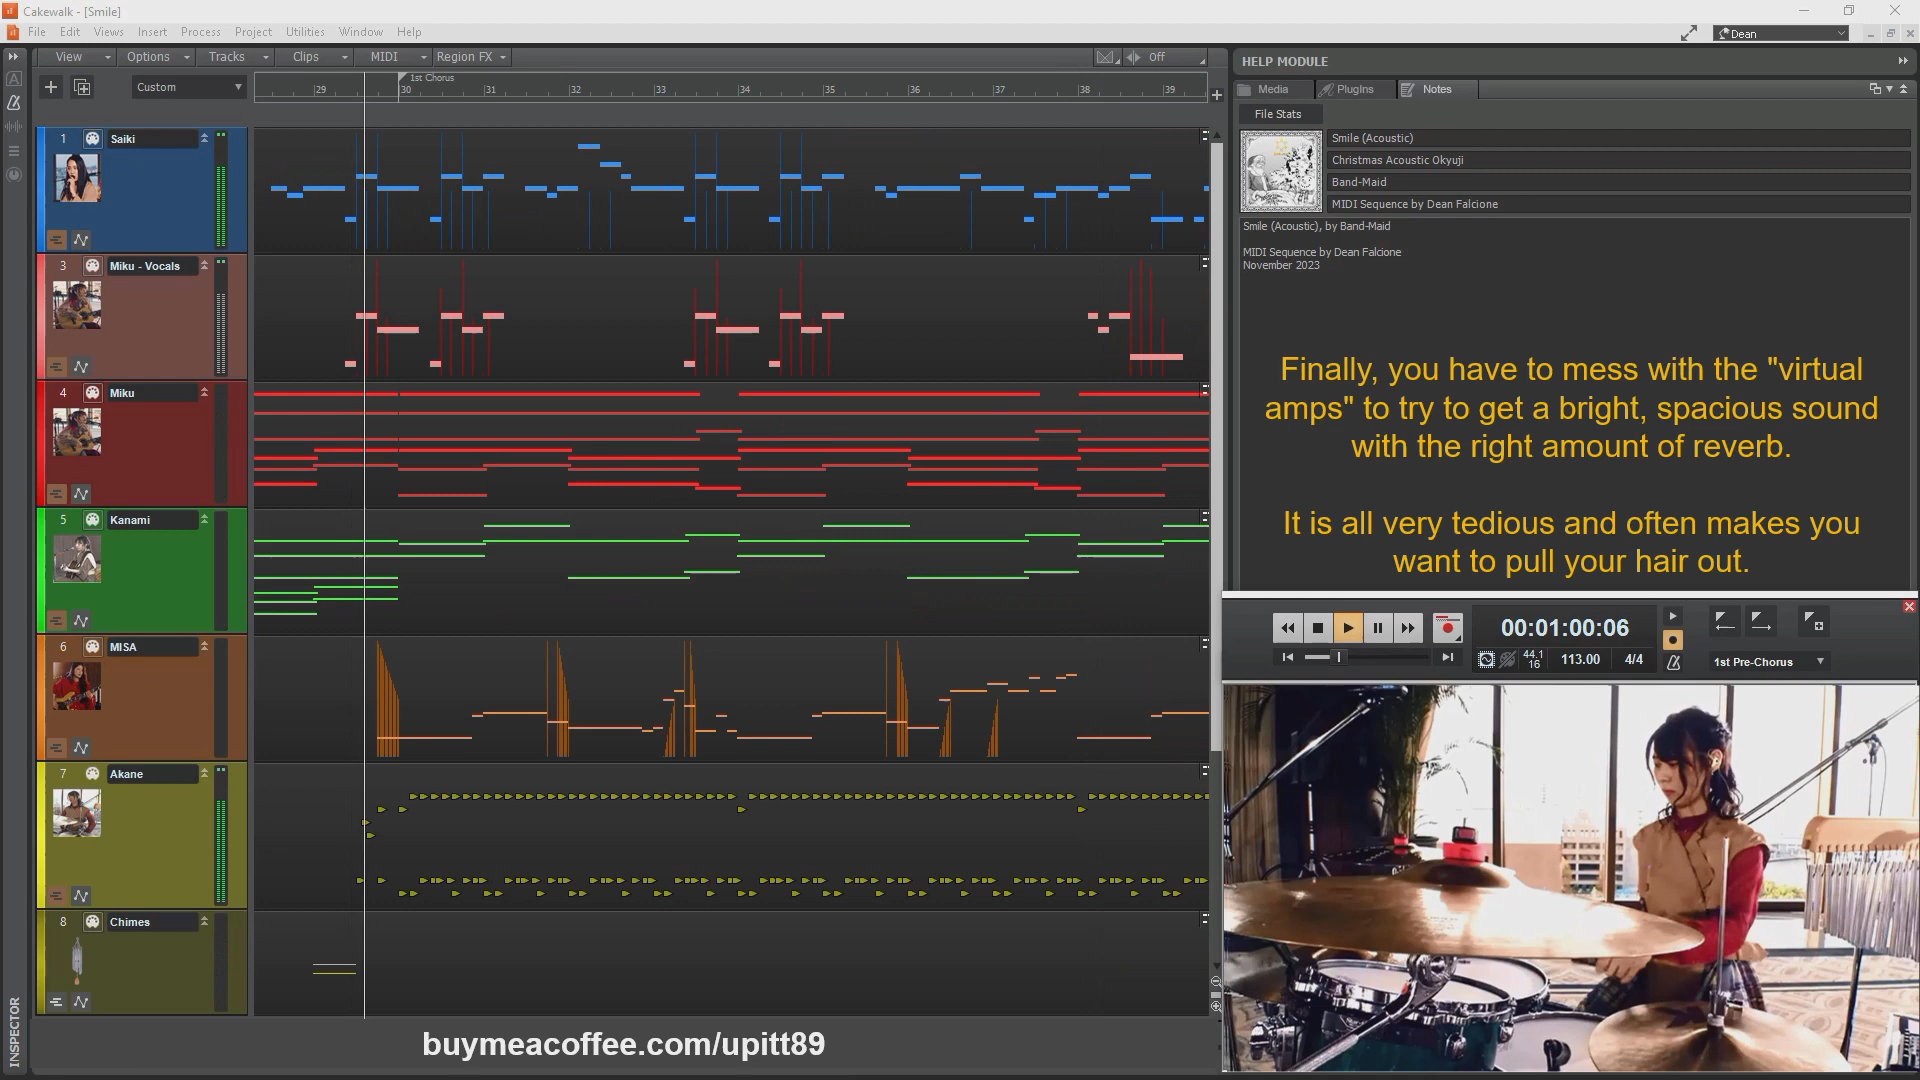 Cakewalk - [Smile]
File Edit Views Insert Process Project Utilities Window Help
Dean
View Options Tracks Clips MIDI Region FX Off
Custom
1st Chorus
29 30 31 32 33 34 35 36 37 38 39
1 Saiki
3 Miku - Vocals
4 Miku
5 Kanami
6 MISA
7 Akane
8 Chimes
INSPECTOR
HELP MODULE
Media PlugIns Notes
File Stats
Smile (Acoustic)
Christmas Acoustic Okyuji
Band-Maid
MIDI Sequence by Dean Falcione
Smile (Acoustic), by Band-Maid
MIDI Sequence by Dean Falcione
November 2023
Finally, you have to mess with the "virtual
amps" to try to get a bright, spacious sound
with the right amount of reverb.
It is all very tedious and often makes you
want to pull your hair out.
00:01:00:06
44.1
16
113.00
4/4
1st Pre-Chorus
buymeacoffee.com/upitt89